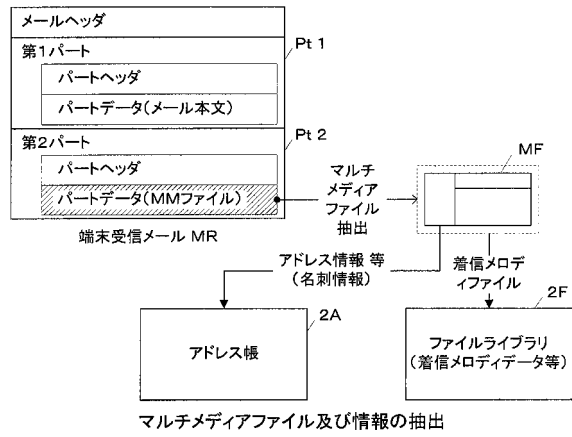 メールヘッダ
第1パート
Pt 1
パートヘッダ
パートデータ(メール本文)
第2パート
Pt 2
パートヘッダ
パートデータ(MMファイル)
マルチ
メディア
ファイル
抽出
MF
端末受信メール MR
アドレス情報 等
(名刺情報)
着信メロデ
ィファイル
2A
アドレス帳
2F
ファイルライブラリ
(着信メロディデータ等)
マルチメディアファイル及び情報の抽出